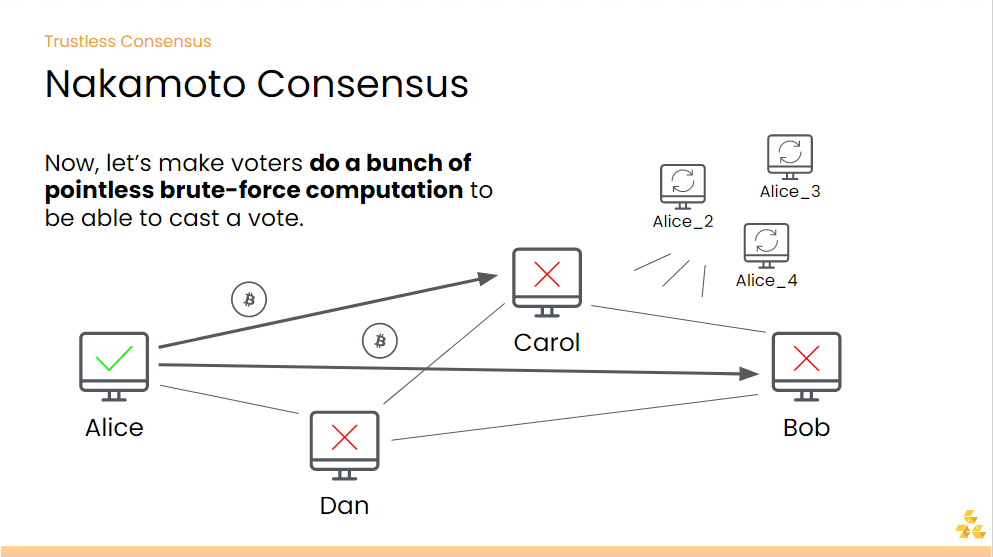 Trustless Consensus
Nakamoto Consensus
Now, let’s make voters do a bunch of
pointless brute-force computation to
be able to cast a vote.
Alice_3
Alice_2
Alice_4
Carol
Alice
Bob
Dan